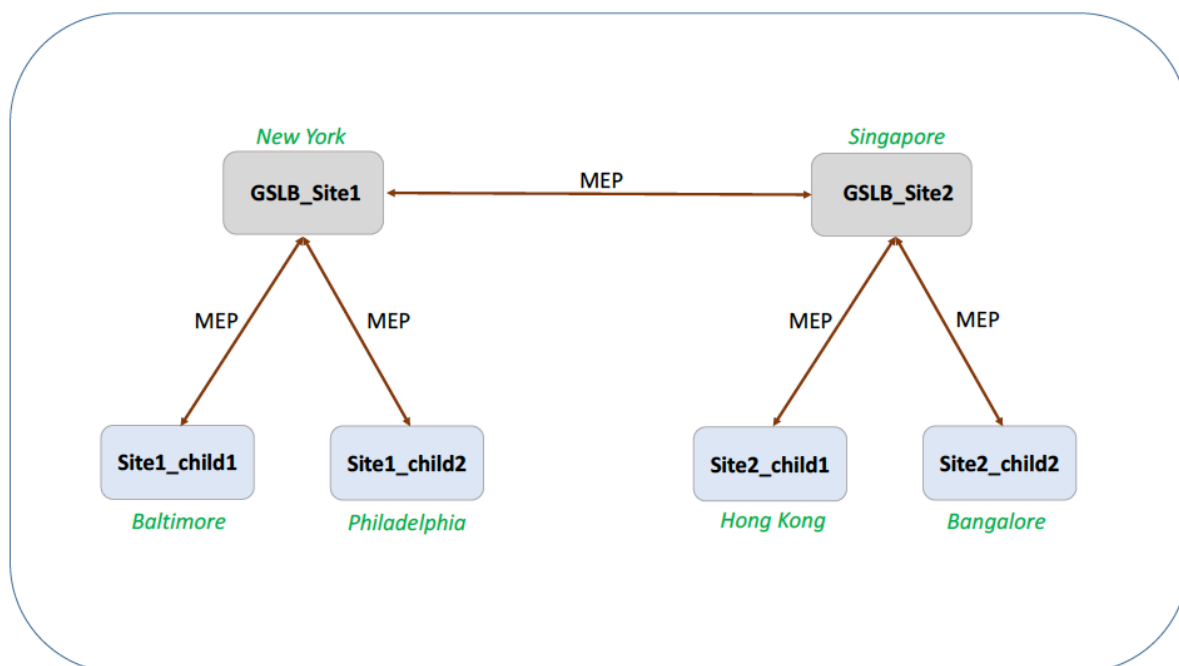 New York
Singapore
GSLB_Site1
MEP
GSLB_Site2
MEP
MEP
MEP
MEP
Site1_child1
Site1_child2
Site2_child1
Site2_child2
Baltimore
Philadelphia
Hong Kong
Bangalore